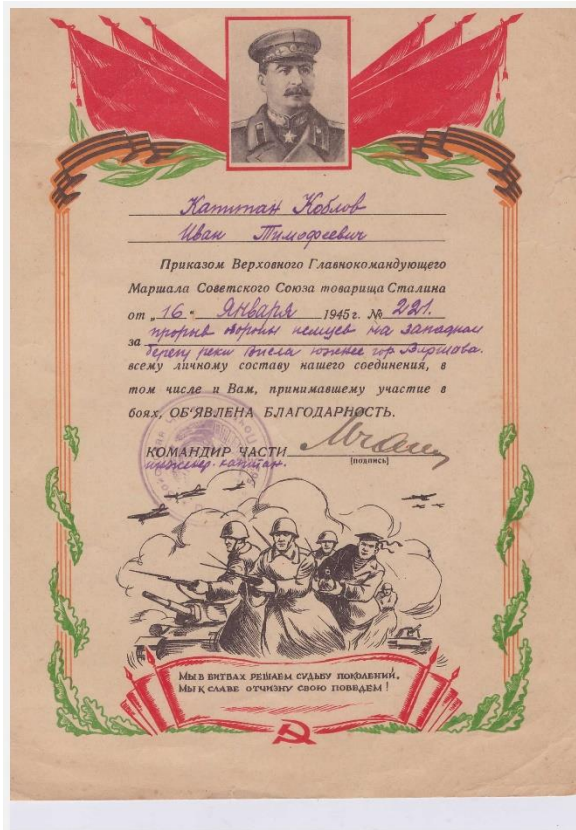 Капитан Коблов
Иван Тимофеевич
Приказом Верховного Главнокомандующего
Маршала Советского Союза товарища Сталина
от „16“ Января 1945 г. № 221.
прорыв обороны немцев на западном
за
берегу реки Висла южнее гор Варшава.
всему личному составу нашего соединения, в
том числе и Вам, принимавшему участие в
боях, ОБ'ЯВЛЕНА БЛАГОДАРНОСТЬ.
КОМАНДИР ЧАСТИ
инженер-капитан.
(подпись)
Мы в битвах решаем судьбу поколений,
Мы к славе отчизну свою поведем!